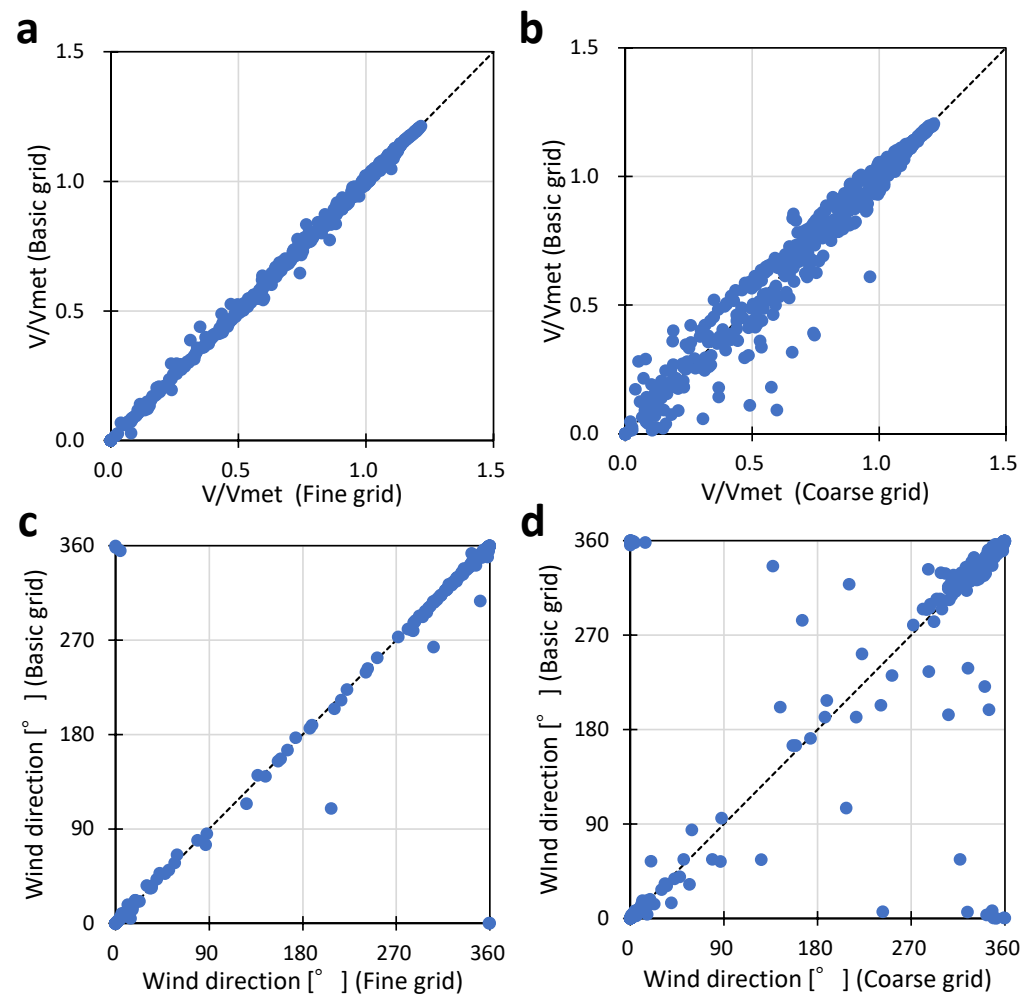 a
1.5
1.0
0.5
0.0
V/Vmet (Basic grid)
0.0 0.5 1.0 1.5
V/Vmet (Fine grid)
b
1.5
1.0
0.5
0.0
V/Vmet (Basic grid)
0.0 0.5 1.0 1.5
V/Vmet (Coarse grid)
c
360
270
180
90
0
Wind direction [° ] (Basic grid)
0 90 180 270 360
Wind direction [° ] (Fine grid)
d
360
270
180
90
0
Wind direction [° ] (Basic grid)
0 90 180 270 360
Wind direction [° ] (Coarse grid)